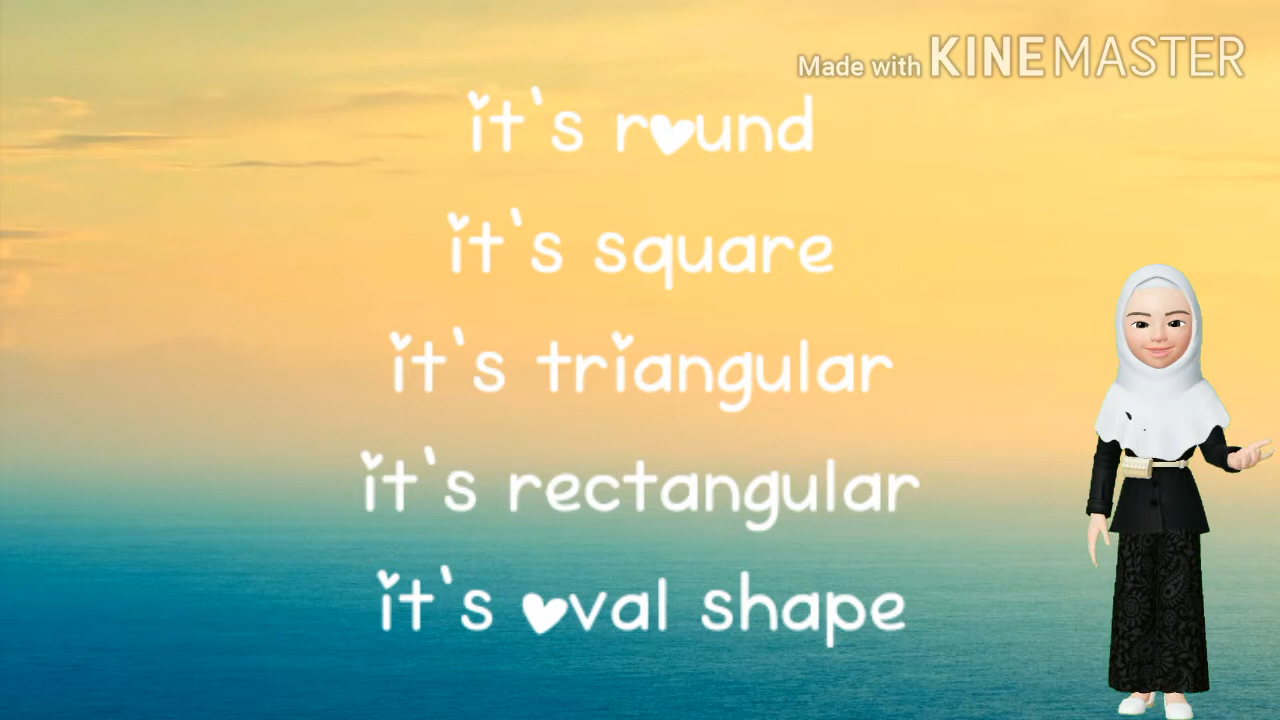 Made with KINEMASTER
it's round
it's square
it's triangular
it's rectangular
it's oval shape